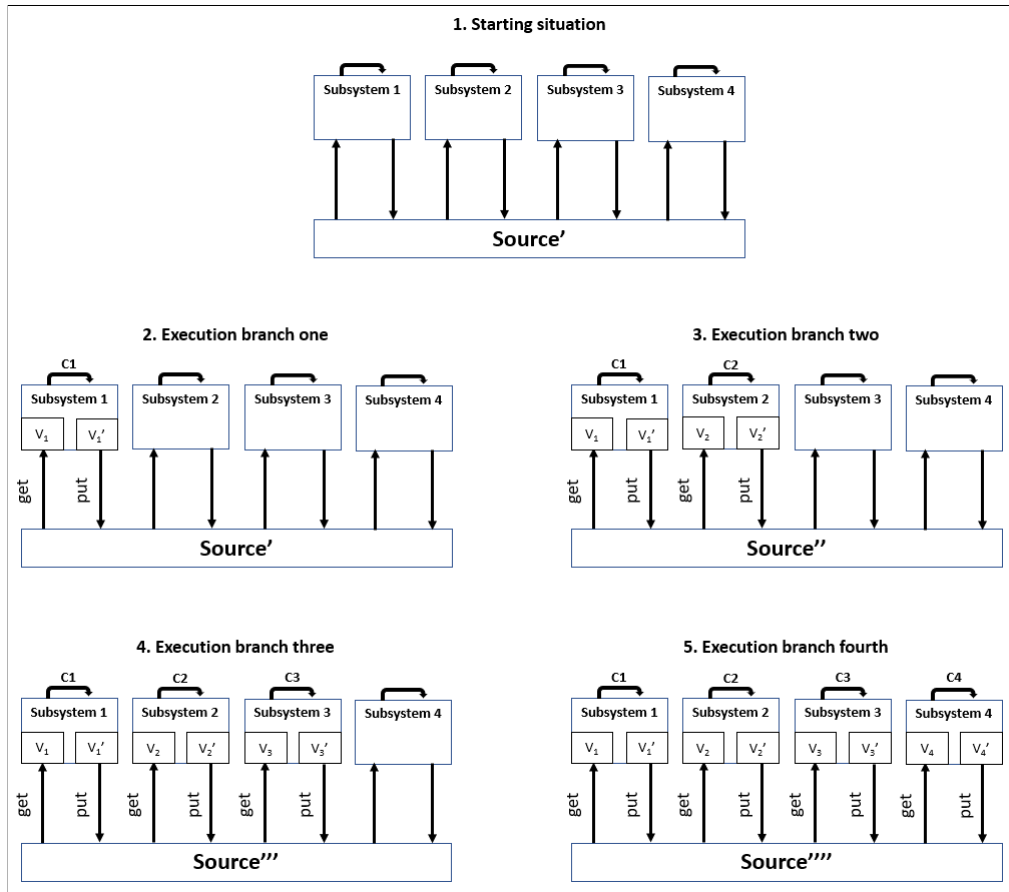 1. Starting situation
Subsystem 1 Subsystem 2 Subsystem 3 Subsystem 4
Source'
2. Execution branch one
C1
Subsystem 1 Subsystem 2 Subsystem 3 Subsystem 4
V₁ V₁'
get put
Source'
3. Execution branch two
C1 C2
Subsystem 1 Subsystem 2 Subsystem 3 Subsystem 4
V₁ V₁' V₂ V₂'
get put get put
Source''
4. Execution branch three
C1 C2 C3
Subsystem 1 Subsystem 2 Subsystem 3 Subsystem 4
V₁ V₁' V₂ V₂' V₃ V₃'
get put get put get put
Source'''
5. Execution branch fourth
C1 C2 C3 C4
Subsystem 1 Subsystem 2 Subsystem 3 Subsystem 4
V₁ V₁' V₂ V₂' V₃ V₃' V₄ V₄'
get put get put get put get put
Source''''